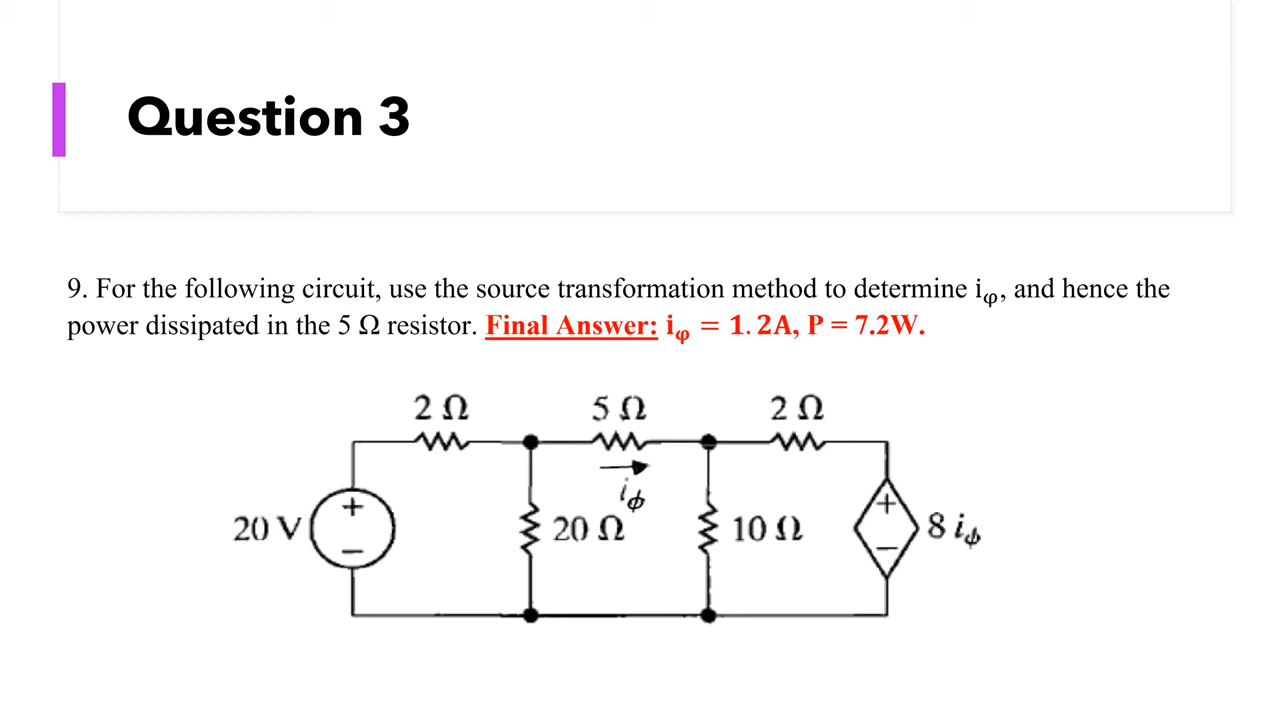 Question 3
9. For the following circuit, use the source transformation method to determine iφ, and hence the
power dissipated in the 5 Ω resistor. Final Answer: iφ = 1.2A, P = 7.2W.
2 Ω 5 Ω 2 Ω
+ iϕ +
20 V 20 Ω 10 Ω 8 iϕ
− −